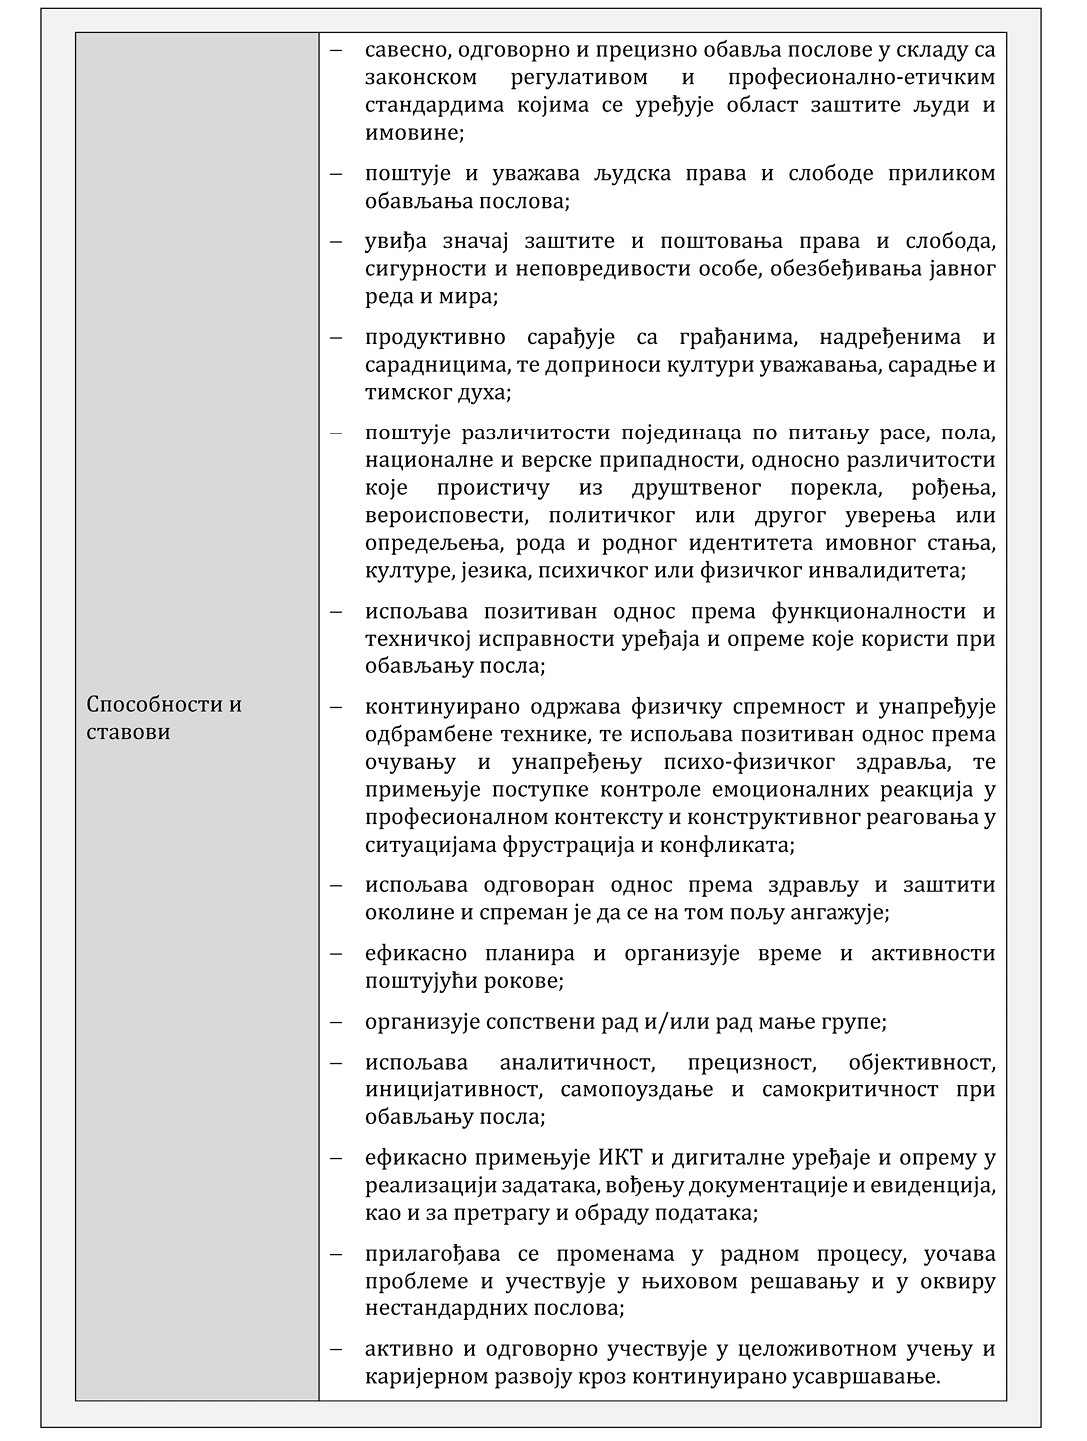 Способности и
ставови
– савесно, одговорно и прецизно обавља послове у складу са
законском регулативом и професионално-етичким
стандардима којима се уређује област заштите људи и
имовине;
– поштује и уважава људска права и слободе приликом
обављања послова;
– увиђа значај заштите и поштовања права и слобода,
сигурности и неповредивости особе, обезбеђивања јавног
реда и мира;
– продуктивно сарађује са грађанима, надређенима и
сарадницима, те доприноси култури уважавања, сарадње и
тимског духа;
– поштује различитости појединаца по питању расе, пола,
националне и верске припадности, односно различитости
које проистичу из друштвеног порекла, рођења,
вероисповести, политичког или другог уверења или
опредељења, рода и родног идентитета имовног стања,
културе, језика, психичког или физичког инвалидитета;
– испољава позитиван однос према функционалности и
техничкој исправности уређаја и опреме које користи при
обављању посла;
– континуирано одржава физичку спремност и унапређује
одбрамбене технике, те испољава позитиван однос према
очувању и унапређењу психо-физичког здравља, те
примењује поступке контроле емоционалних реакција у
професионалном контексту и конструктивног реаговања у
ситуацијама фрустрација и конфликата;
– испољава одговоран однос према здрављу и заштити
околине и спреман је да се на том пољу ангажује;
– ефикасно планира и организује време и активности
поштујући рокове;
– организује сопствени рад и/или рад мање групе;
– испољава аналитичност, прецизност, објективност,
иницијативност, самопоуздање и самокритичност при
обављању посла;
– ефикасно примењује ИКТ и дигиталне уређаје и опрему у
реализацији задатака, вођењу документације и евиденција,
као и за претрагу и обраду података;
– прилагођава се променама у радном процесу, уочава
проблеме и учествује у њиховом решавању и у оквиру
нестандардних послова;
– активно и одговорно учествује у целоживотном учењу и
каријерном развоју кроз континуирано усавршавање.